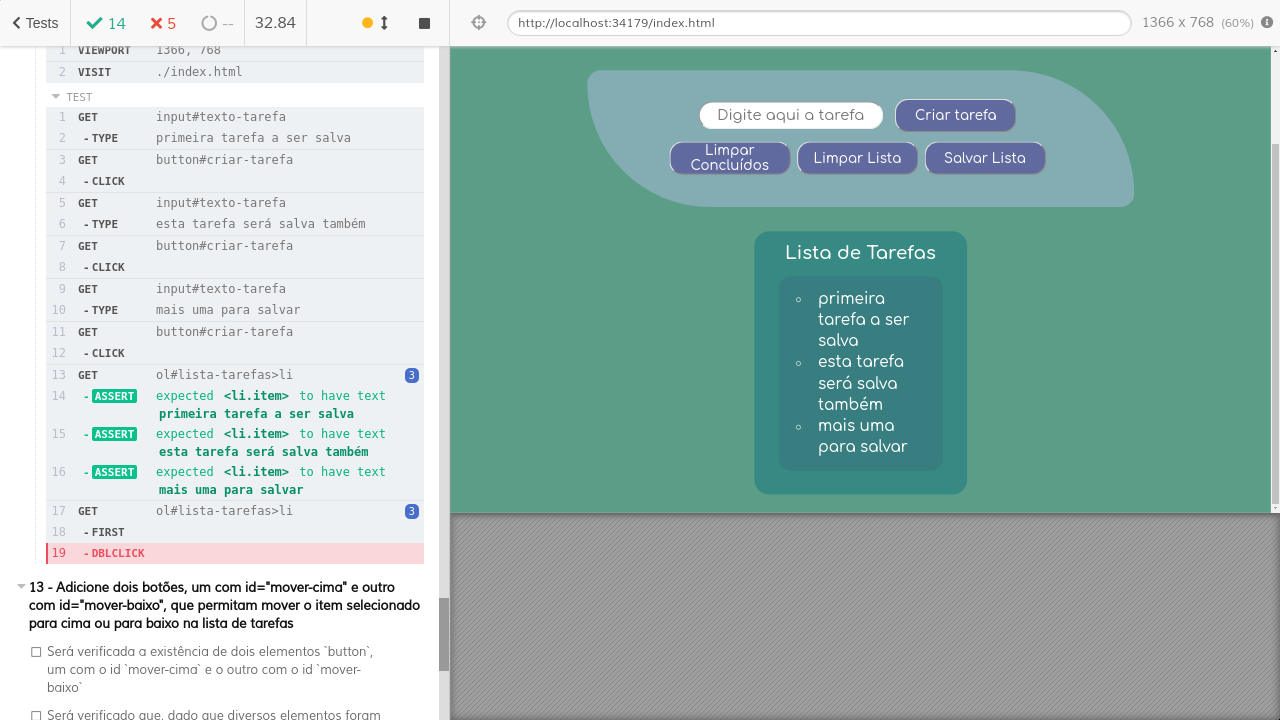 Tests 14 5 -- 32.84 http://localhost:34179/index.html 1366 x 768 (60%)
1 VIEWPORT 1366, 768
2 VISIT ./index.html
TEST
1 GET input#texto-tarefa
2 - TYPE primeira tarefa a ser salva
3 GET button#criar-tarefa
4 - CLICK
5 GET input#texto-tarefa
6 - TYPE esta tarefa será salva também
7 GET button#criar-tarefa
8 - CLICK
9 GET input#texto-tarefa
10 - TYPE mais uma para salvar
11 GET button#criar-tarefa
12 - CLICK
13 GET ol#lista-tarefas>li 3
14 - ASSERT expected <li.item> to have text
primeira tarefa a ser salva
15 - ASSERT expected <li.item> to have text
esta tarefa será salva também
16 - ASSERT expected <li.item> to have text
mais uma para salvar
17 GET ol#lista-tarefas>li 3
18 - FIRST
19 - DBLCLICK
13 - Adicione dois botões, um com id="mover-cima" e outro
com id="mover-baixo", que permitam mover o item selecionado
para cima ou para baixo na lista de tarefas
Será verificada a existência de dois elementos `button`,
um com o id `mover-cima` e o outro com o id `mover-
baixo`
Será verificado que, dado que diversos elementos foram
Digite aqui a tarefa Criar tarefa
Limpar
Concluídos
Limpar Lista Salvar Lista
Lista de Tarefas
primeira
tarefa a ser
salva
esta tarefa
será salva
também
mais uma
para salvar